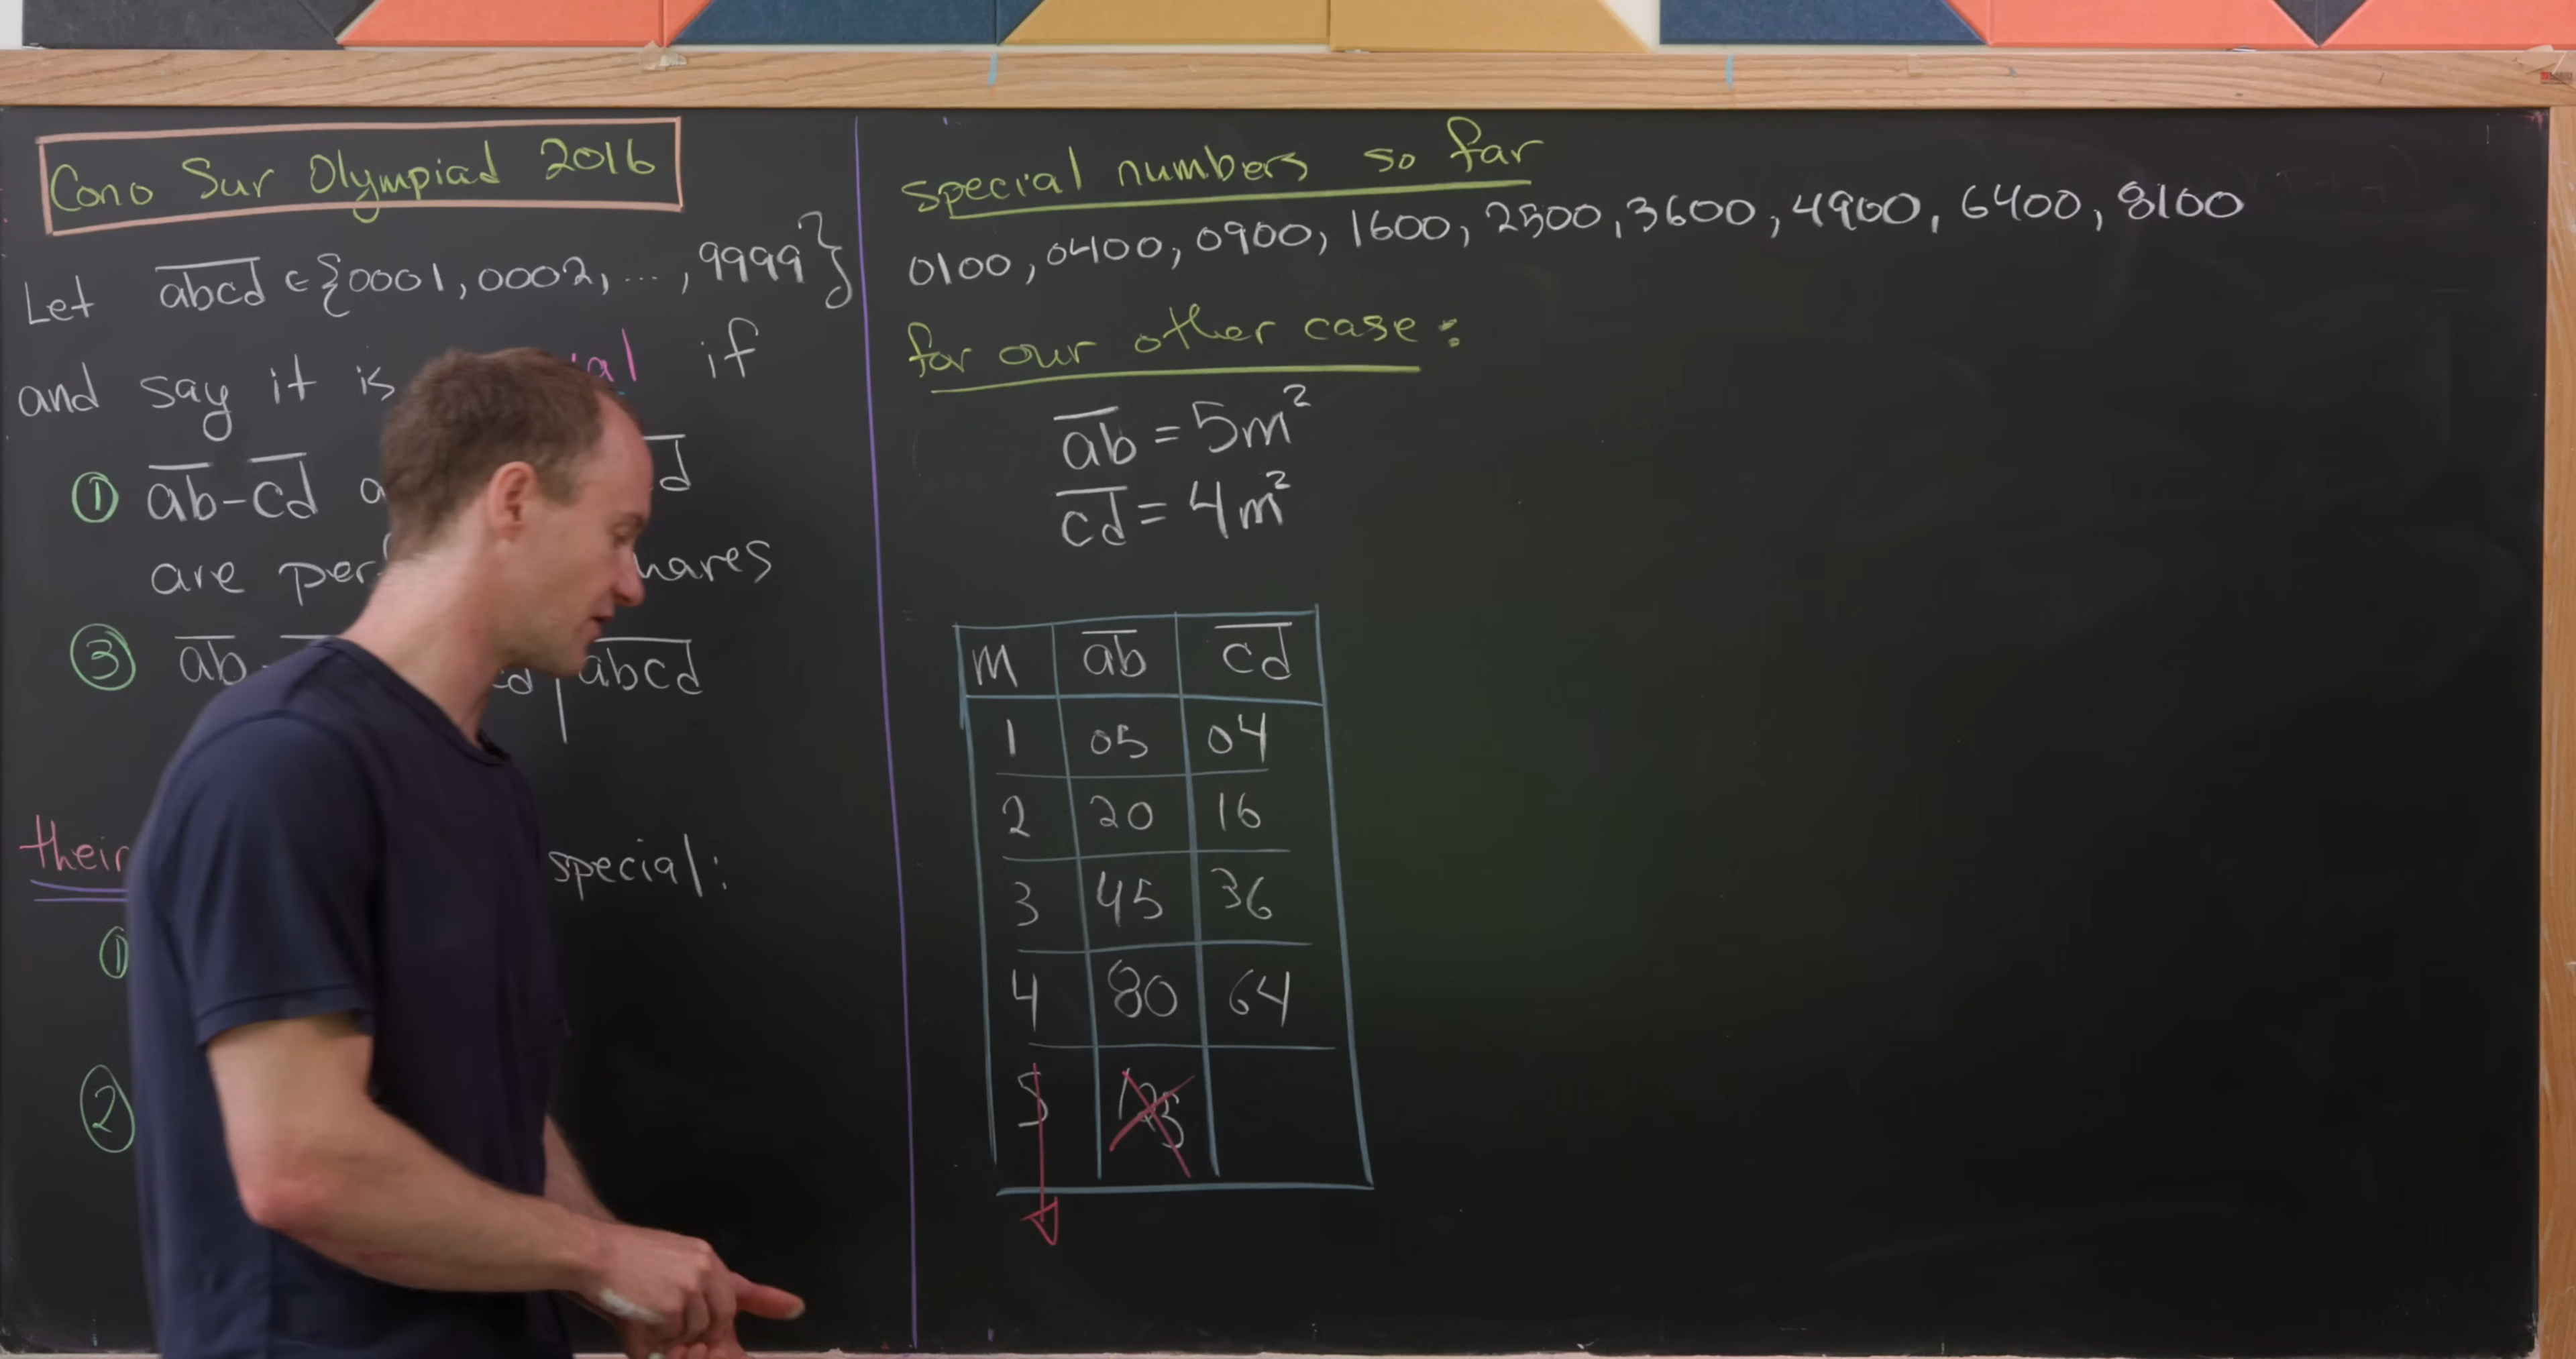 Cono Sur Olympiad 2016
Let abcd ∈ {0001, 0002, ..., 9999}
and say it is al if
① ab - cd a d
are per uares
③ ab cd | abcd
their special:
①
②
special numbers so far
0100, 0400, 0900, 1600, 2500, 3600, 4900, 6400, 8100
for our other case:
ab = 5m²
cd = 4m²
m ab cd
1 05 04
2 20 16
3 45 36
4 80 64
5 125